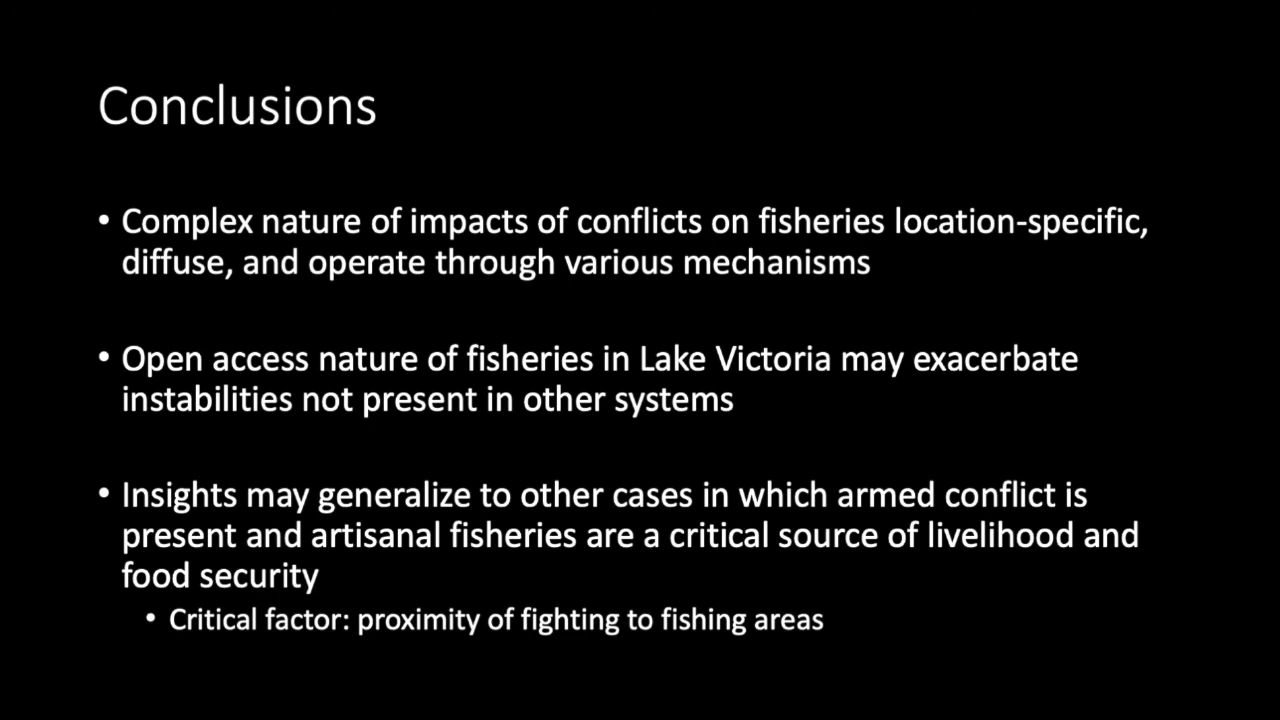 Conclusions
• Complex nature of impacts of conflicts on fisheries location-specific,
diffuse, and operate through various mechanisms
• Open access nature of fisheries in Lake Victoria may exacerbate
instabilities not present in other systems
• Insights may generalize to other cases in which armed conflict is
present and artisanal fisheries are a critical source of livelihood and
food security
• Critical factor: proximity of fighting to fishing areas